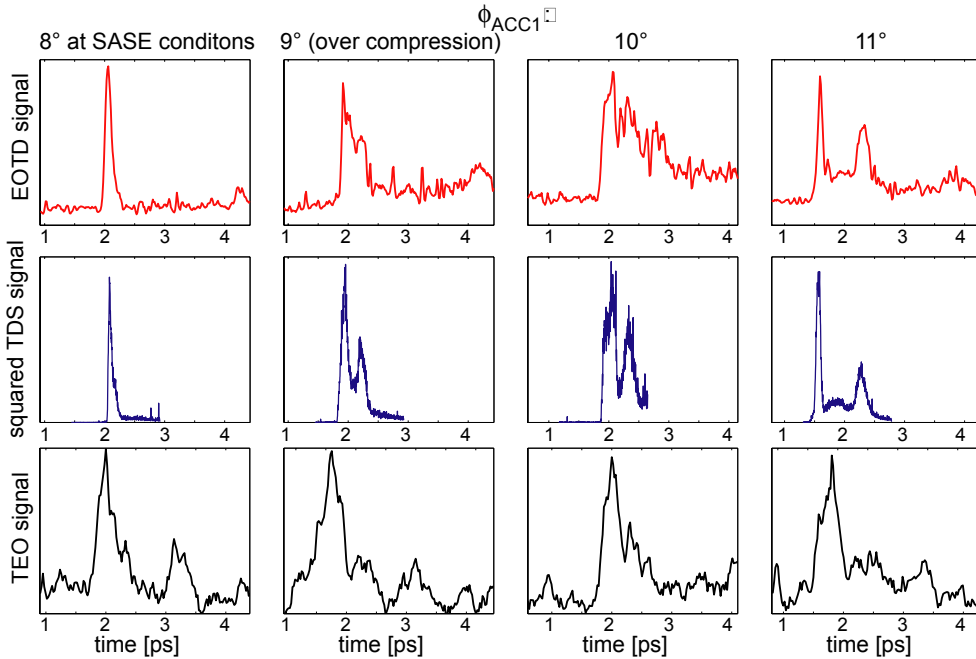 ϕACC1:
8° at SASE conditons 9° (over compression) 10° 11°
EOTD signal
1 2 3 4 1 2 3 4 1 2 3 4 1 2 3 4
squared TDS signal
1 2 3 4 1 2 3 4 1 2 3 4 1 2 3 4
TEO signal
1 2 3 4 1 2 3 4 1 2 3 4 1 2 3 4
time [ps] time [ps] time [ps] time [ps]